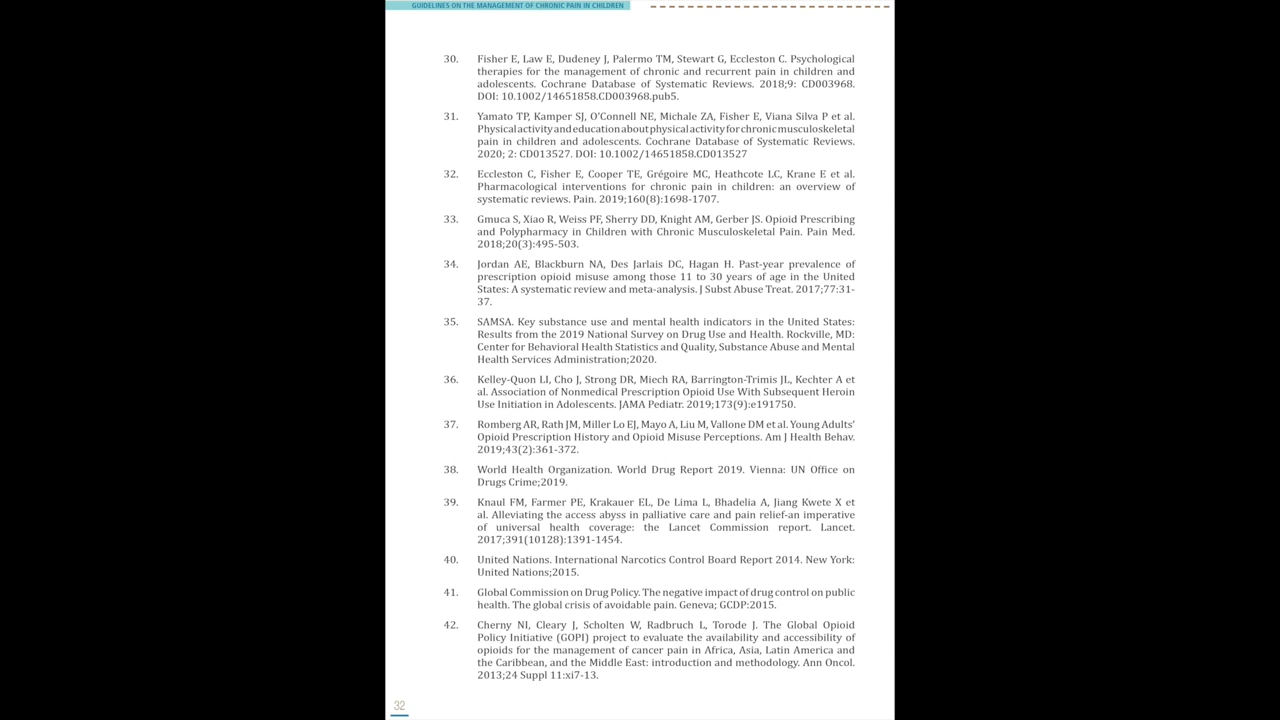 GUIDELINES ON THE MANAGEMENT OF CHRONIC PAIN IN CHILDREN
30. Fisher E, Law E, Dudeney J, Palermo TM, Stewart G, Eccleston C. Psychological
therapies for the management of chronic and recurrent pain in children and
adolescents. Cochrane Database of Systematic Reviews. 2018;9: CD003968.
DOI: 10.1002/14651858.CD003968.pub5.
31. Yamato TP, Kamper SJ, O'Connell NE, Michale ZA, Fisher E, Viana Silva P et al.
Physical activity and education about physical activity for chronic musculoskeletal
pain in children and adolescents. Cochrane Database of Systematic Reviews.
2020; 2: CD013527. DOI: 10.1002/14651858.CD013527
32. Eccleston C, Fisher E, Cooper TE, Grégoire MC, Heathcote LC, Krane E et al.
Pharmacological interventions for chronic pain in children: an overview of
systematic reviews. Pain. 2019;160(8):1698-1707.
33. Gmuca S, Xiao R, Weiss PF, Sherry DD, Knight AM, Gerber JS. Opioid Prescribing
and Polypharmacy in Children with Chronic Musculoskeletal Pain. Pain Med.
2018;20(3):495-503.
34. Jordan AE, Blackburn NA, Des Jarlais DC, Hagan H. Past-year prevalence of
prescription opioid misuse among those 11 to 30 years of age in the United
States: A systematic review and meta-analysis. J Subst Abuse Treat. 2017;77:31-
37.
35. SAMSA. Key substance use and mental health indicators in the United States:
Results from the 2019 National Survey on Drug Use and Health. Rockville, MD:
Center for Behavioral Health Statistics and Quality, Substance Abuse and Mental
Health Services Administration;2020.
36. Kelley-Quon LI, Cho J, Strong DR, Miech RA, Barrington-Trimis JL, Kechter A et
al. Association of Nonmedical Prescription Opioid Use With Subsequent Heroin
Use Initiation in Adolescents. JAMA Pediatr. 2019;173(9):e191750.
37. Romberg AR, Rath JM, Miller Lo EJ, Mayo A, Liu M, Vallone DM et al. Young Adults'
Opioid Prescription History and Opioid Misuse Perceptions. Am J Health Behav.
2019;43(2):361-372.
38. World Health Organization. World Drug Report 2019. Vienna: UN Office on
Drugs Crime;2019.
39. Knaul FM, Farmer PE, Krakauer EL, De Lima L, Bhadelia A, Jiang Kwete X et
al. Alleviating the access abyss in palliative care and pain relief-an imperative
of universal health coverage: the Lancet Commission report. Lancet.
2017;391(10128):1391-1454.
40. United Nations. International Narcotics Control Board Report 2014. New York:
United Nations;2015.
41. Global Commission on Drug Policy. The negative impact of drug control on public
health. The global crisis of avoidable pain. Geneva; GCDP:2015.
42. Cherny NI, Cleary J, Scholten W, Radbruch L, Torode J. The Global Opioid
Policy Initiative (GOPI) project to evaluate the availability and accessibility of
opioids for the management of cancer pain in Africa, Asia, Latin America and
the Caribbean, and the Middle East: introduction and methodology. Ann Oncol.
2013;24 Suppl 11:xi7-13.
32